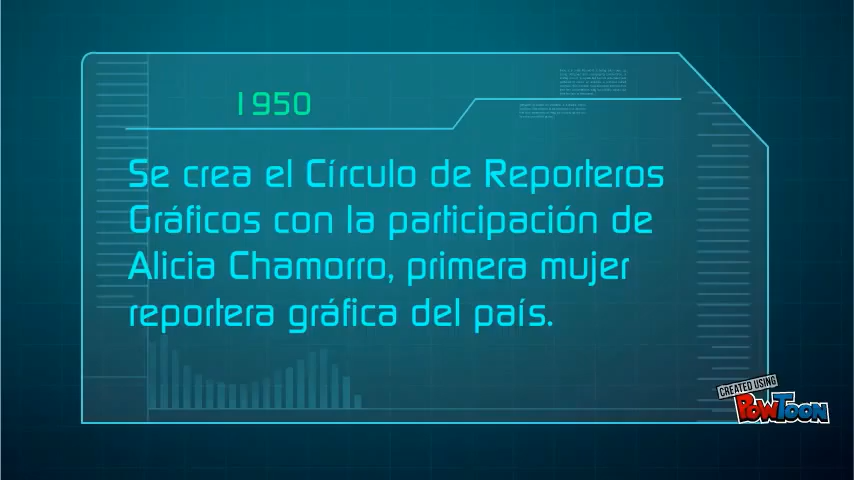 1950
Se crea el Círculo de Reporteros
Gráficos con la participación de
Alicia Chamorro, primera mujer
reportera gráfica del país.
CREATED USING
POWTOON